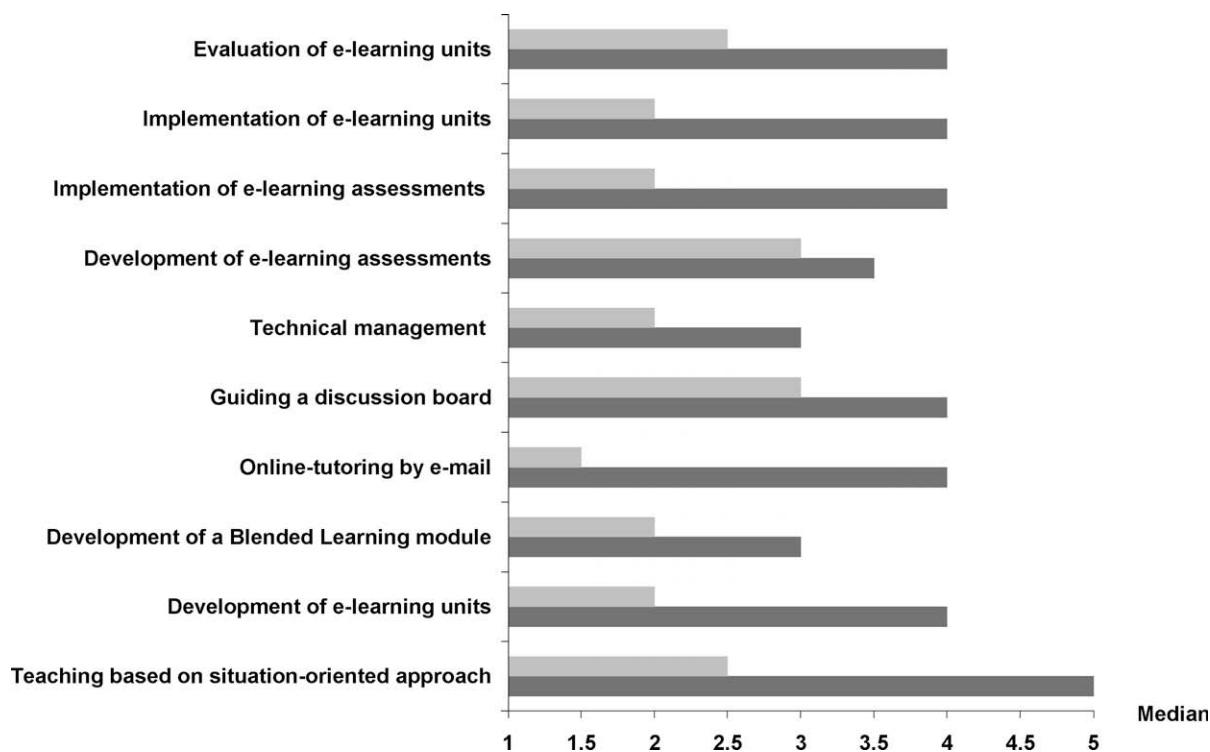 Evaluation of e-learning units
Implementation of e-learning units
Implementation of e-learning assessments
Development of e-learning assessments
Technical management
Guiding a discussion board
Online-tutoring by e-mail
Development of a Blended Learning module
Development of e-learning units
Teaching based on situation-oriented approach
Median
1 1.5 2 2.5 3 3.5 4 4.5 5